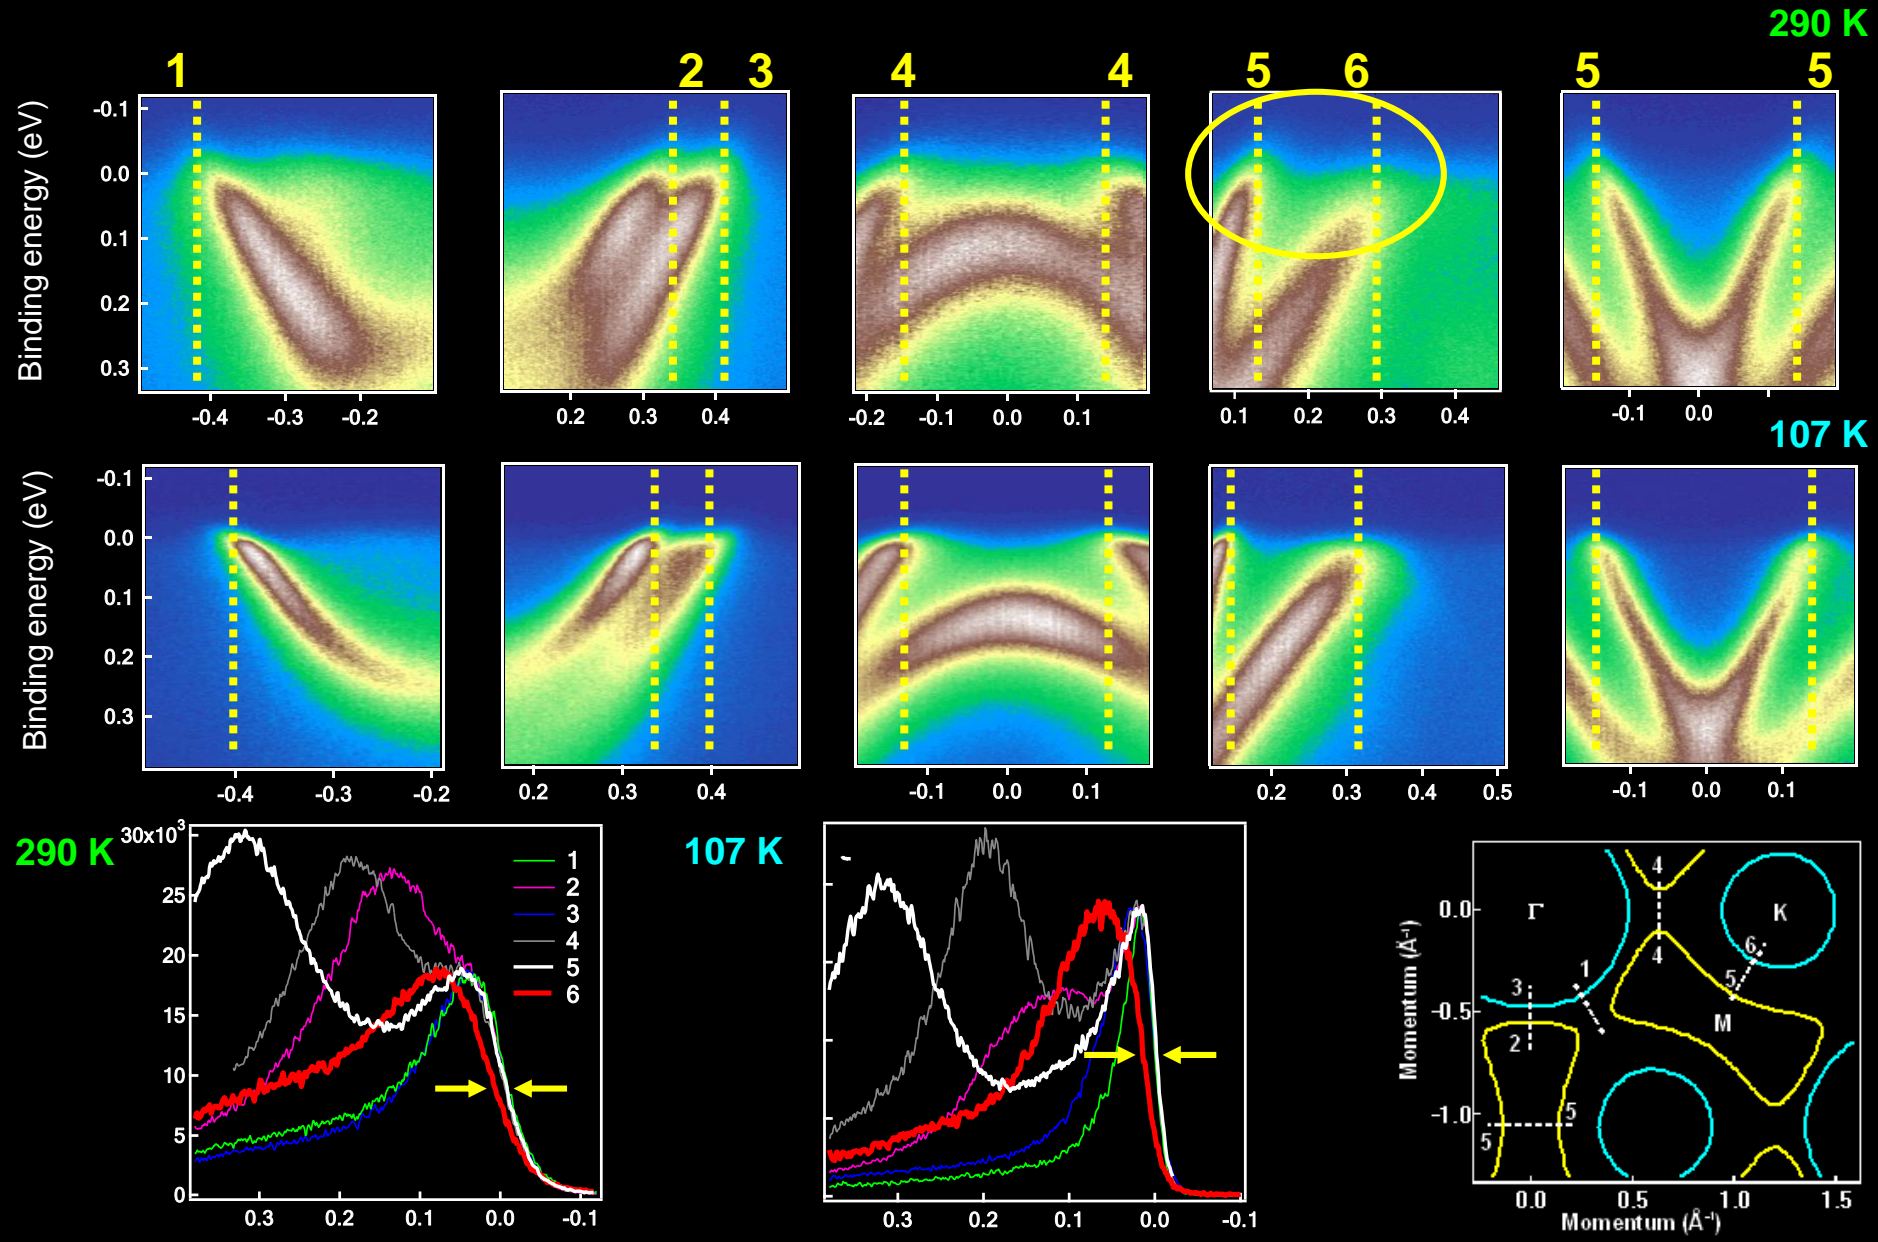 290 K
1 2 3 4 4 5 6 5 5
Binding energy (eV)
-0.1
0.0
0.1
0.2
0.3
-0.4 -0.3 -0.2
0.2 0.3 0.4
-0.2 -0.1 0.0 0.1
0.1 0.2 0.3 0.4
-0.1 0.0
107 K
Binding energy (eV)
-0.1
0.0
0.1
0.2
0.3
-0.4 -0.3 -0.2
0.2 0.3 0.4
-0.1 0.0 0.1
0.2 0.3 0.4 0.5
-0.1 0.0 0.1
290 K
30x10³
25
20
15
10
5
0
1
2
3
4
5
6
0.3 0.2 0.1 0.0 -0.1
107 K
0.3 0.2 0.1 0.0 -0.1
Momentum (Å⁻¹)
0.0
-0.5
-1.0
4
Γ
K
4
6
1
5
3
M
2
5
5
0.0 0.5 1.0 1.5
Momentum (Å⁻¹)